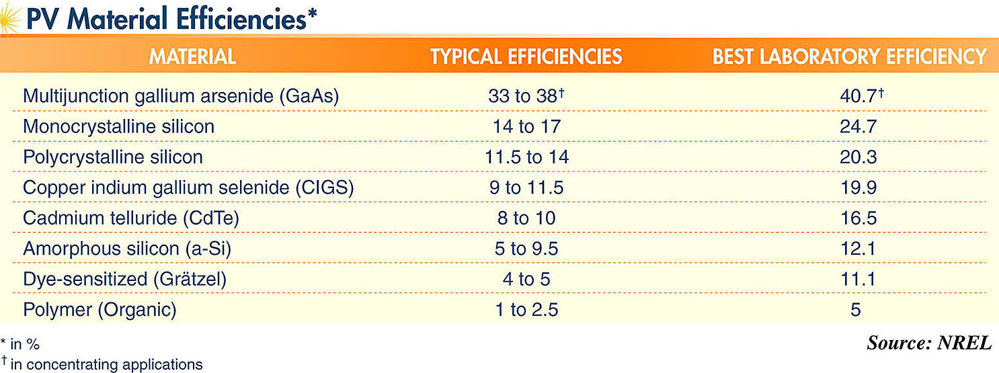 PV Material Efficiencies*
MATERIAL TYPICAL EFFICIENCIES BEST LABORATORY EFFICIENCY
Multijunction gallium arsenide (GaAs) 33 to 38† 40.7†
Monocrystalline silicon 14 to 17 24.7
Polycrystalline silicon 11.5 to 14 20.3
Copper indium gallium selenide (CIGS) 9 to 11.5 19.9
Cadmium telluride (CdTe) 8 to 10 16.5
Amorphous silicon (a-Si) 5 to 9.5 12.1
Dye-sensitized (Grätzel) 4 to 5 11.1
Polymer (Organic) 1 to 2.5 5
* in %
Source: NREL
† in concentrating applications